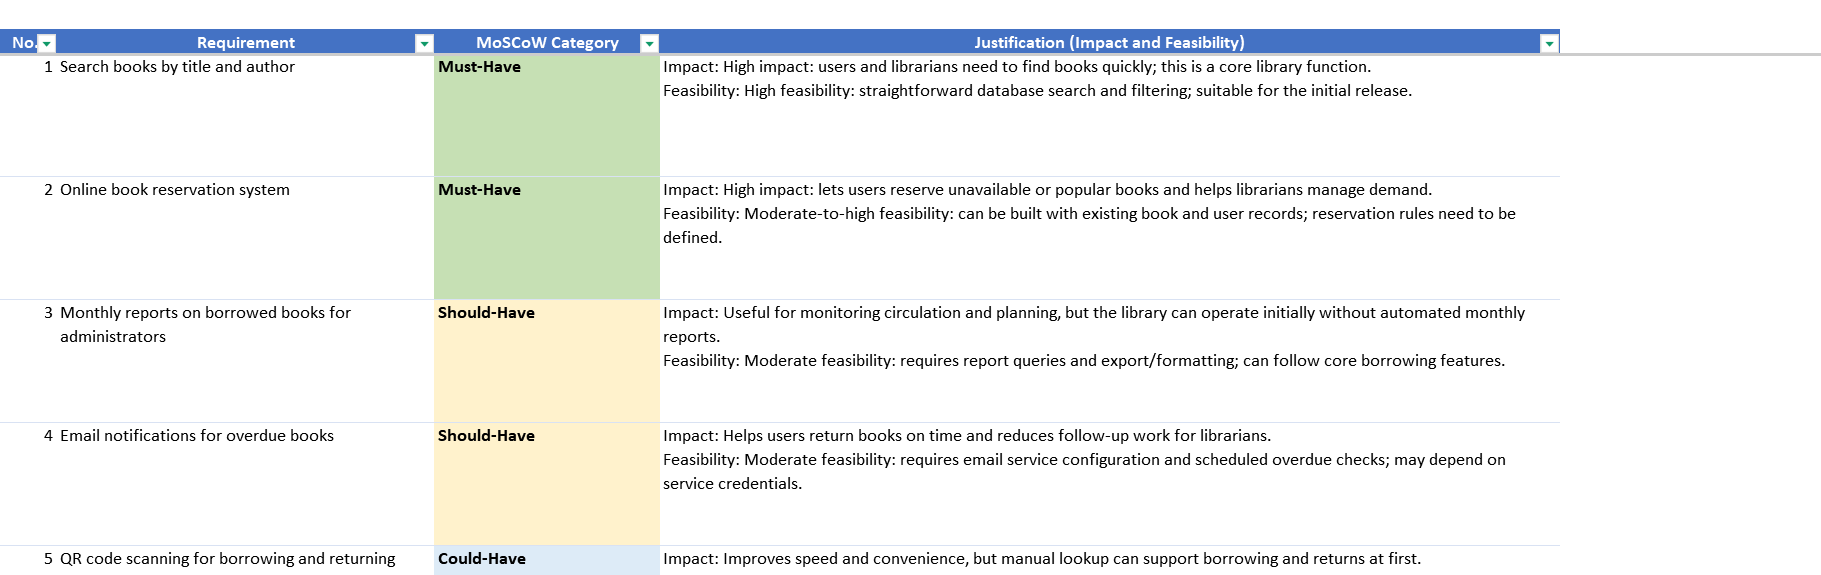 No. Requirement MoSCoW Category Justification (Impact and Feasibility)
1 Search books by title and author Must-Have Impact: High impact: users and librarians need to find books quickly; this is a core library function.
Feasibility: High feasibility: straightforward database search and filtering; suitable for the initial release.
2 Online book reservation system Must-Have Impact: High impact: lets users reserve unavailable or popular books and helps librarians manage demand.
Feasibility: Moderate-to-high feasibility: can be built with existing book and user records; reservation rules need to be
defined.
3 Monthly reports on borrowed books for Should-Have Impact: Useful for monitoring circulation and planning, but the library can operate initially without automated monthly
administrators reports.
Feasibility: Moderate feasibility: requires report queries and export/formatting; can follow core borrowing features.
4 Email notifications for overdue books Should-Have Impact: Helps users return books on time and reduces follow-up work for librarians.
Feasibility: Moderate feasibility: requires email service configuration and scheduled overdue checks; may depend on
service credentials.
5 QR code scanning for borrowing and returning Could-Have Impact: Improves speed and convenience, but manual lookup can support borrowing and returns at first.